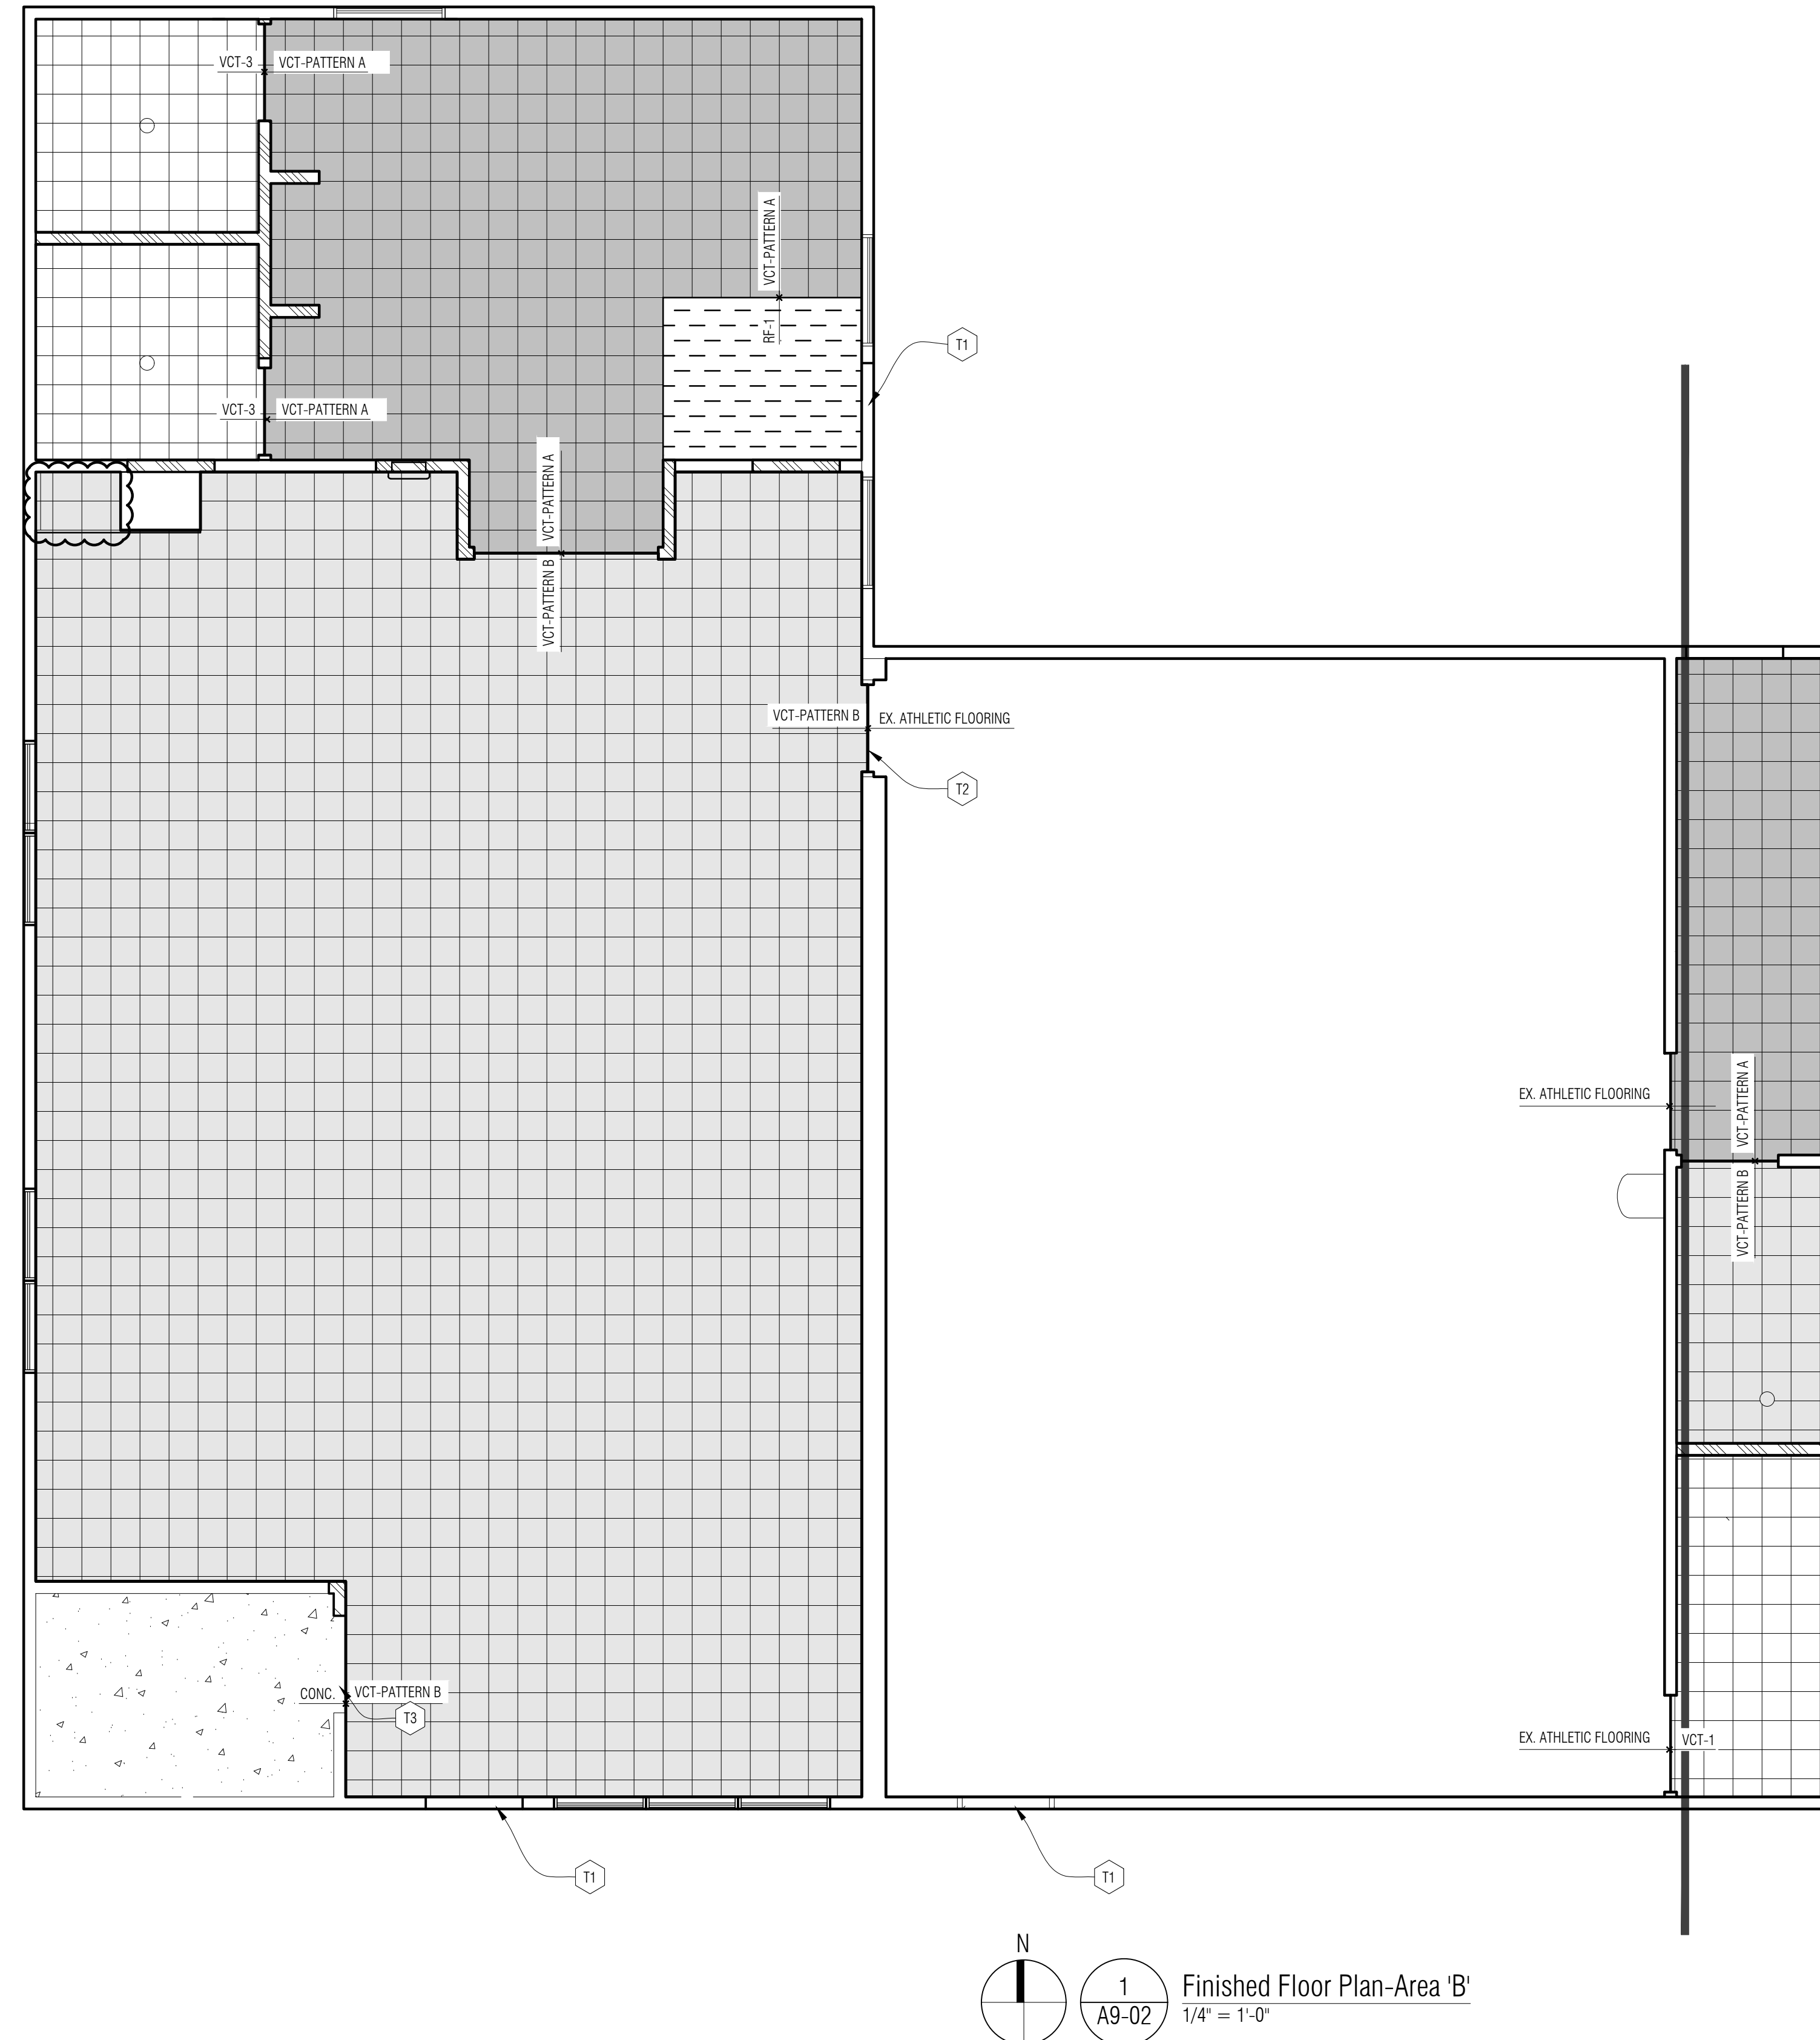 VCT-3 VCT-PATTERN A
VCT-PATTERN A
RF-1
T1
VCT-3 VCT-PATTERN A
VCT-PATTERN A
VCT-PATTERN B
VCT-PATTERN B EX. ATHLETIC FLOORING
T2
EX. ATHLETIC FLOORING
VCT-PATTERN A
VCT-PATTERN B
CONC. VCT-PATTERN B
T3
EX. ATHLETIC FLOORING VCT-1
T1
T1
N
1
A9-02
Finished Floor Plan-Area 'B'
1/4" = 1'-0"